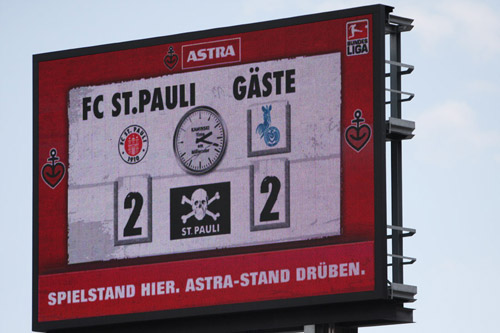 ASTRA
BUNDES
LIGA
FC ST. PAULI
GÄSTE
FC ST. PAULI
1910
2
ST. PAULI
2
SPIELSTAND HIER. ASTRA-STAND DRÜBEN.